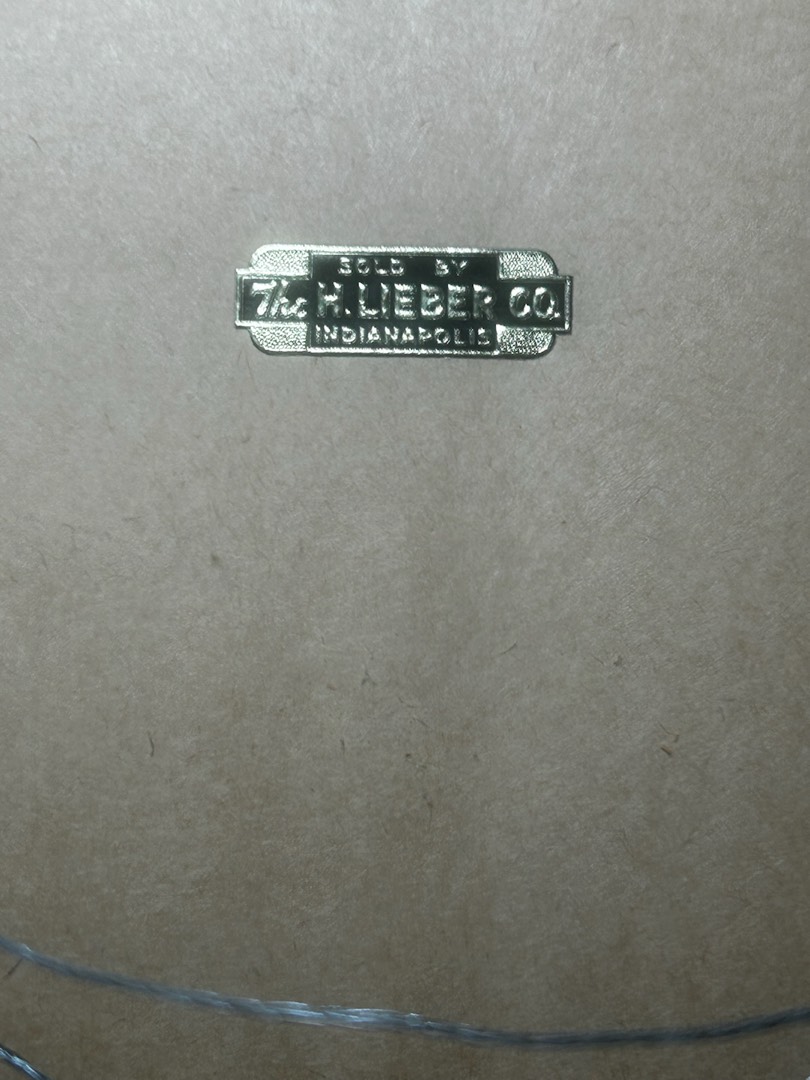 SOLD BY
The H. LIEBER CO.
INDIANAPOLIS